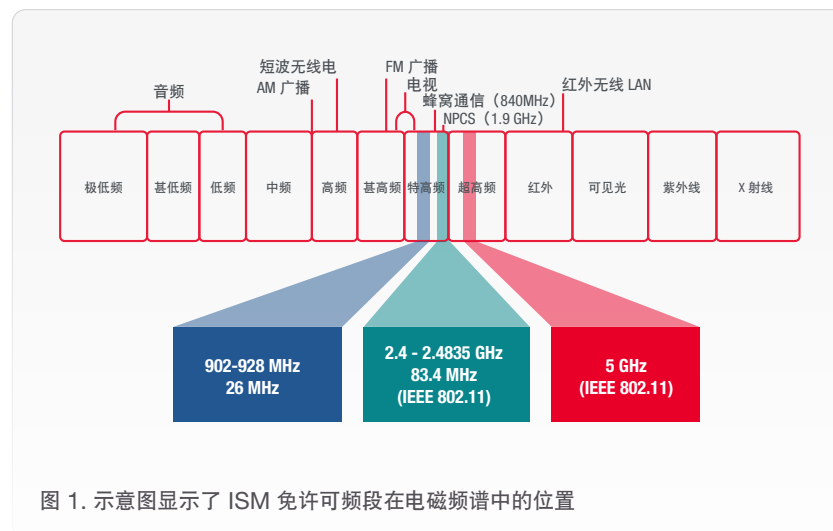 短波无线电
FM 广播
音频
AM 广播
电视
红外无线 LAN
蜂窝通信（840MHz）
NPCS（1.9 GHz）
极低频
甚低频
低频
中频
高频
甚高频
特高频
超高频
红外
可见光
紫外线
X 射线
902-928 MHz
26 MHz
2.4 - 2.4835 GHz
83.4 MHz
(IEEE 802.11)
5 GHz
(IEEE 802.11)
图 1. 示意图显示了 ISM 免许可频段在电磁频谱中的位置